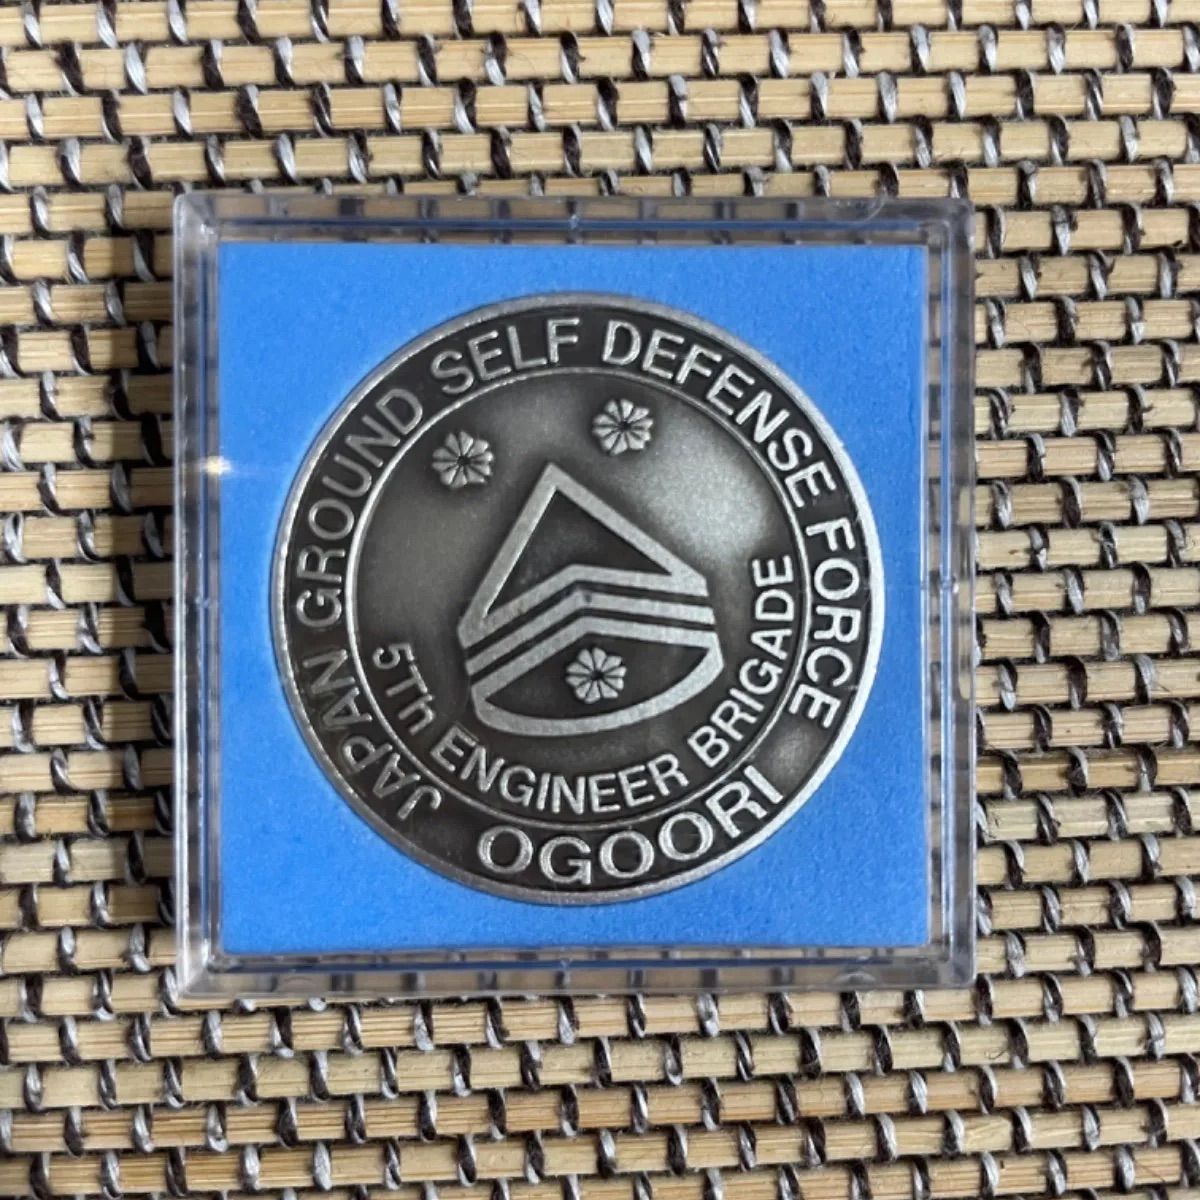 JAPAN GROUND SELF DEFENSE FORCE
5Th ENGINEER BRIGADE
OGOORI